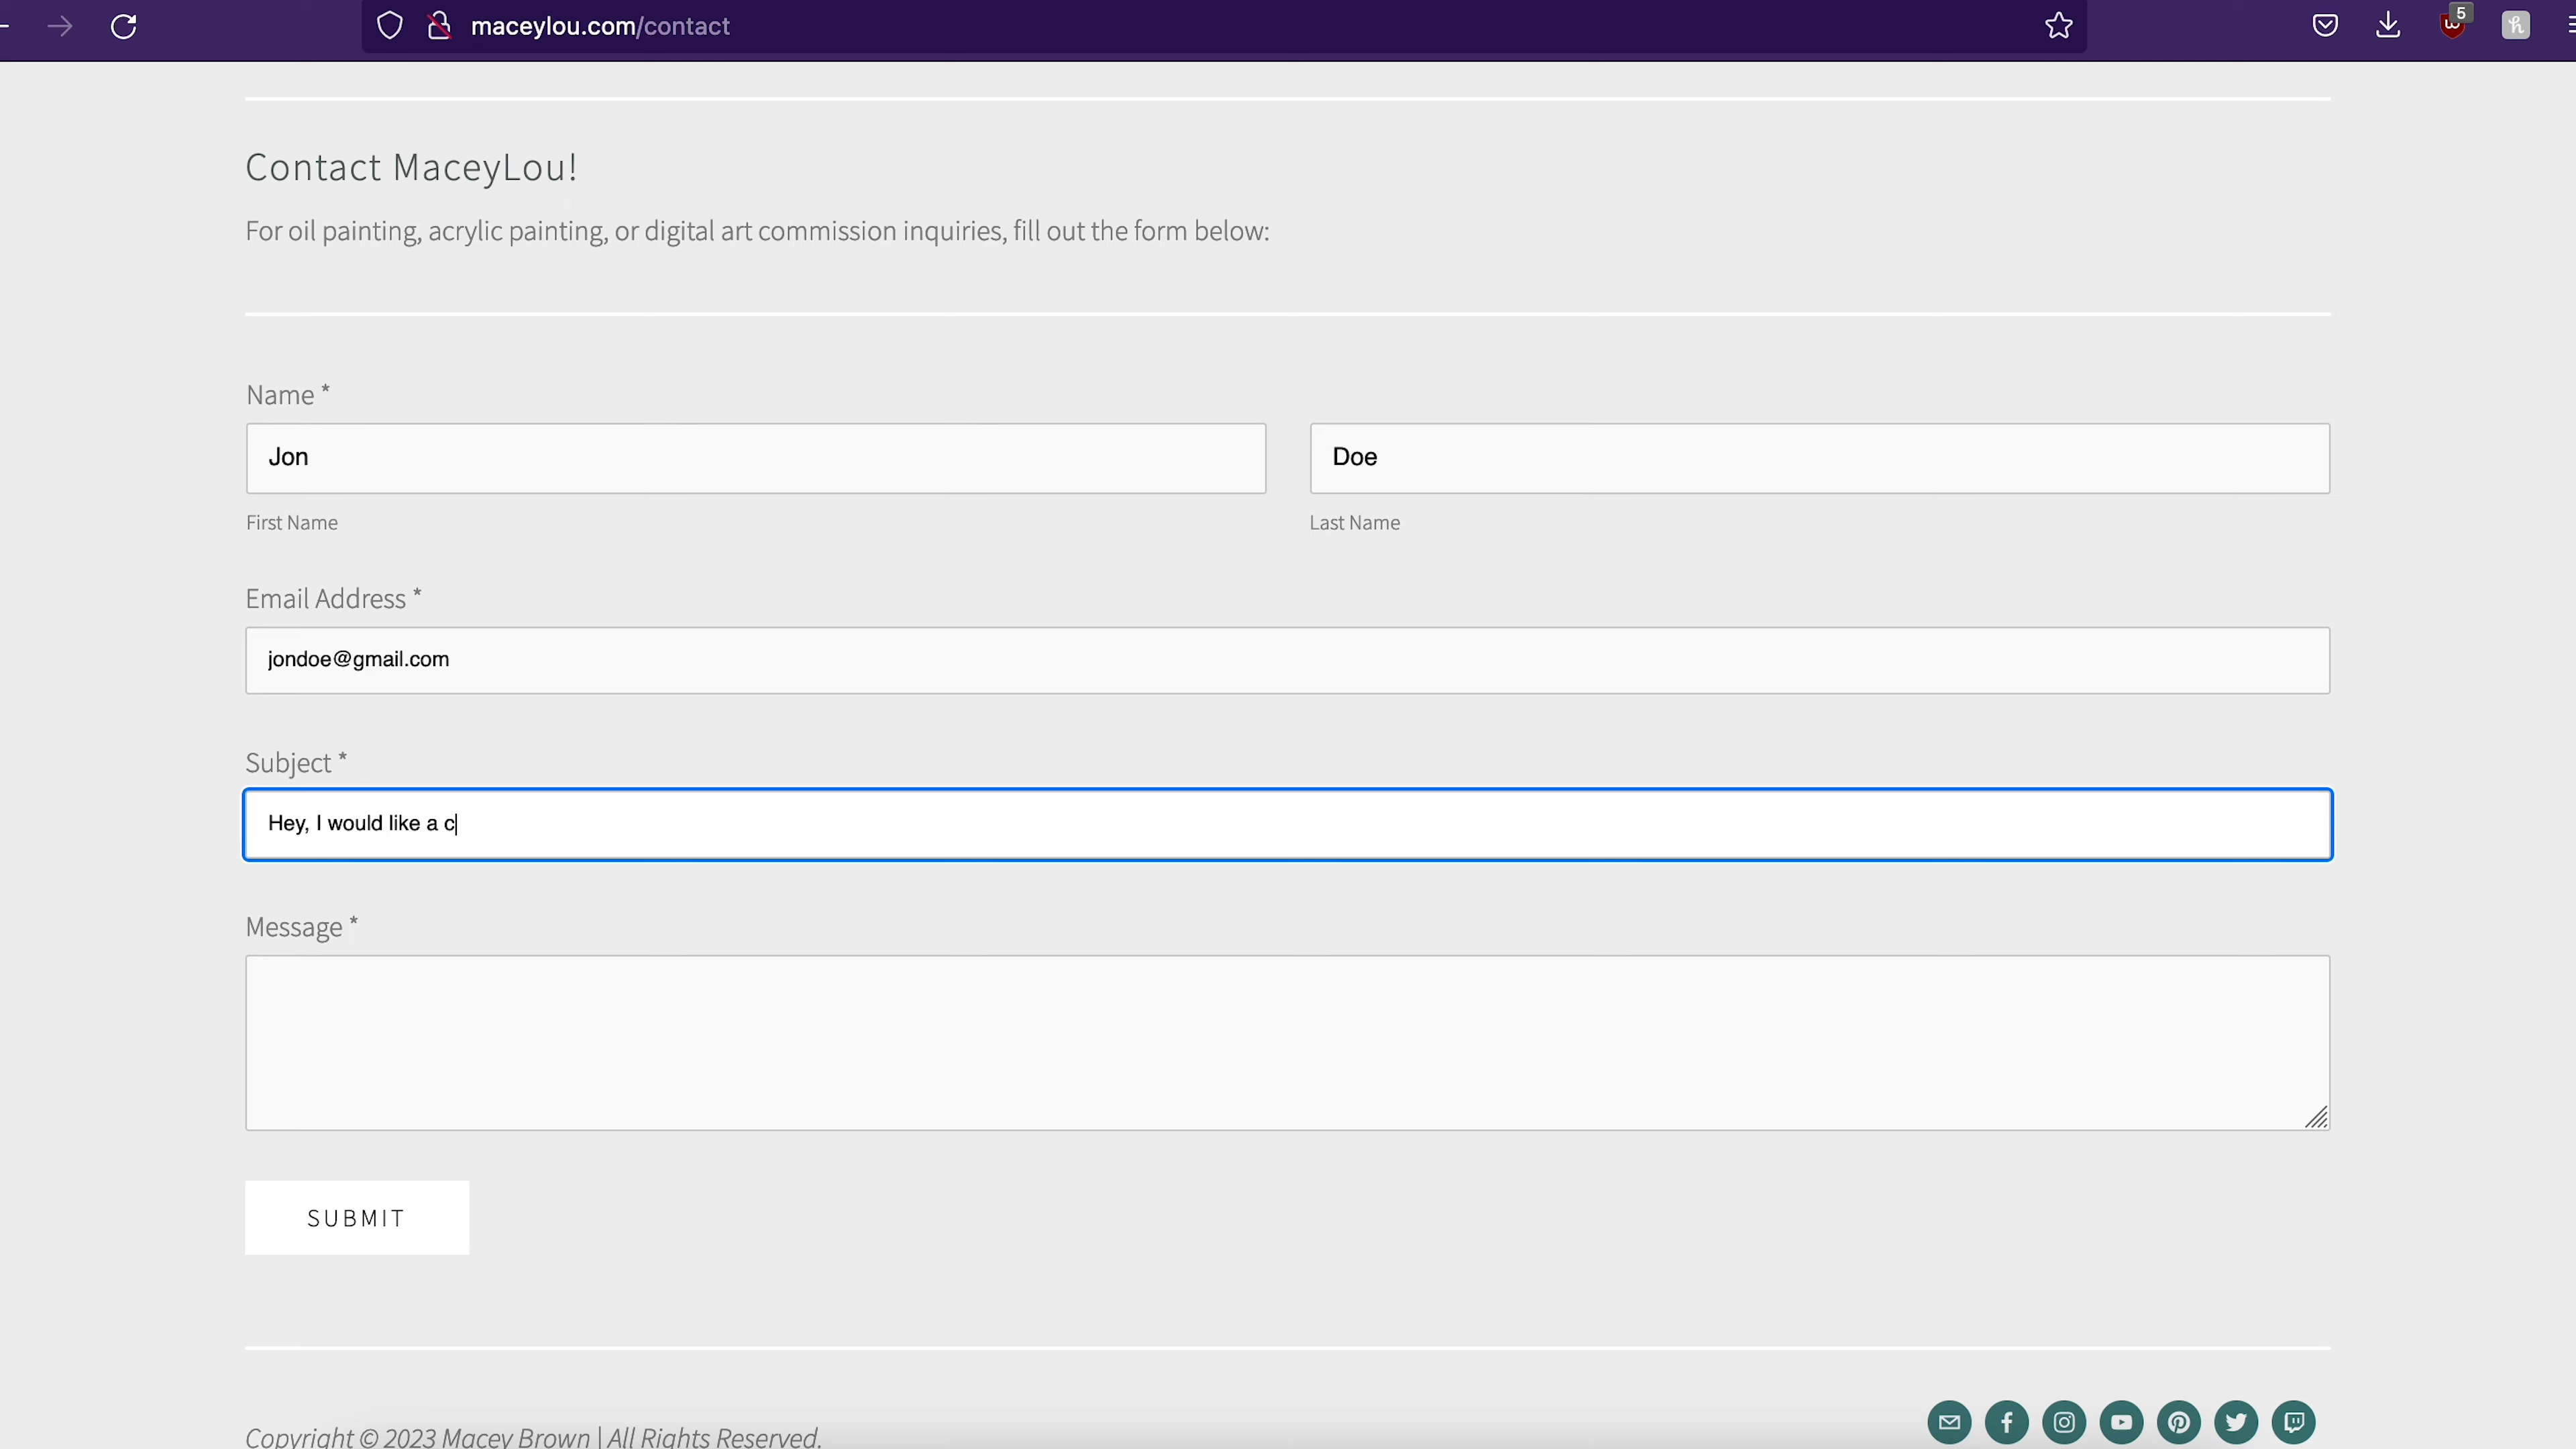 maceylou.com/contact
5
Contact MaceyLou!
For oil painting, acrylic painting, or digital art commission inquiries, fill out the form below:
Name *
Jon
Doe
First Name
Last Name
Email Address *
jondoe@gmail.com
Subject *
Hey, I would like a c
Message *
SUBMIT
Copyright © 2023 Macey Brown | All Rights Reserved.